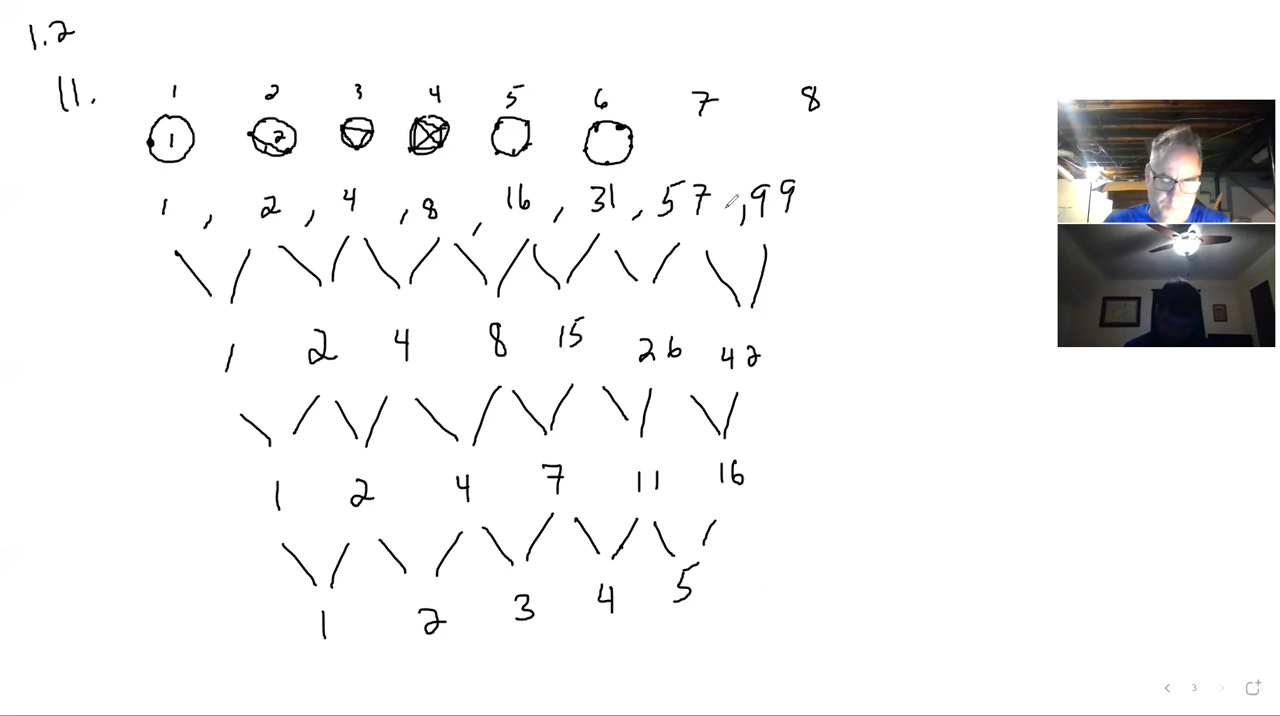 1.2
11. 1 2 3 4 5 6 7 8
1 2
1 , 2 , 4 , 8 , 16 , 31 , 57 , 99
1 2 4 8 15 26 42
1 2 4 7 11 16
1 2 3 4 5
3